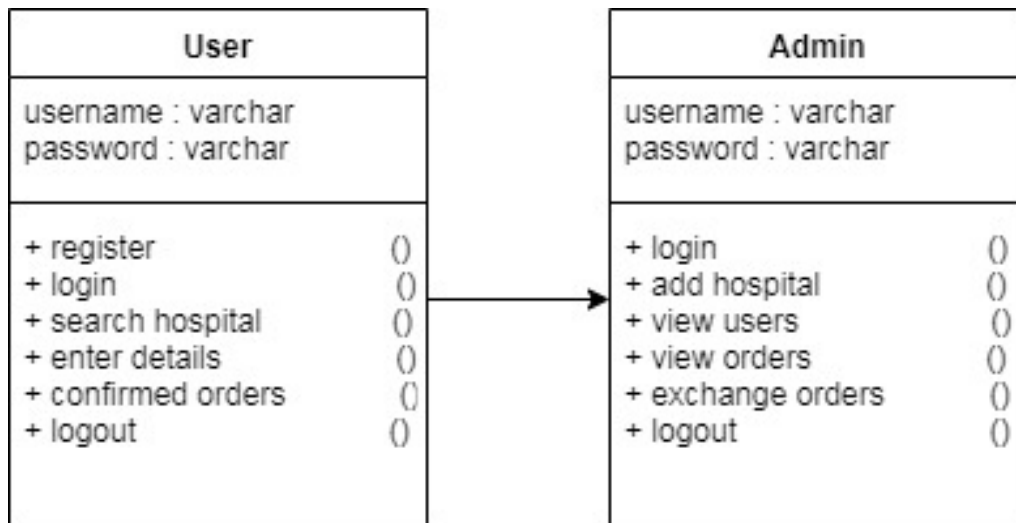 User
username : varchar
password : varchar
+ register ()
+ login ()
+ search hospital ()
+ enter details ()
+ confirmed orders ()
+ logout ()
Admin
username : varchar
password : varchar
+ login ()
+ add hospital ()
+ view users ()
+ view orders ()
+ exchange orders ()
+ logout ()